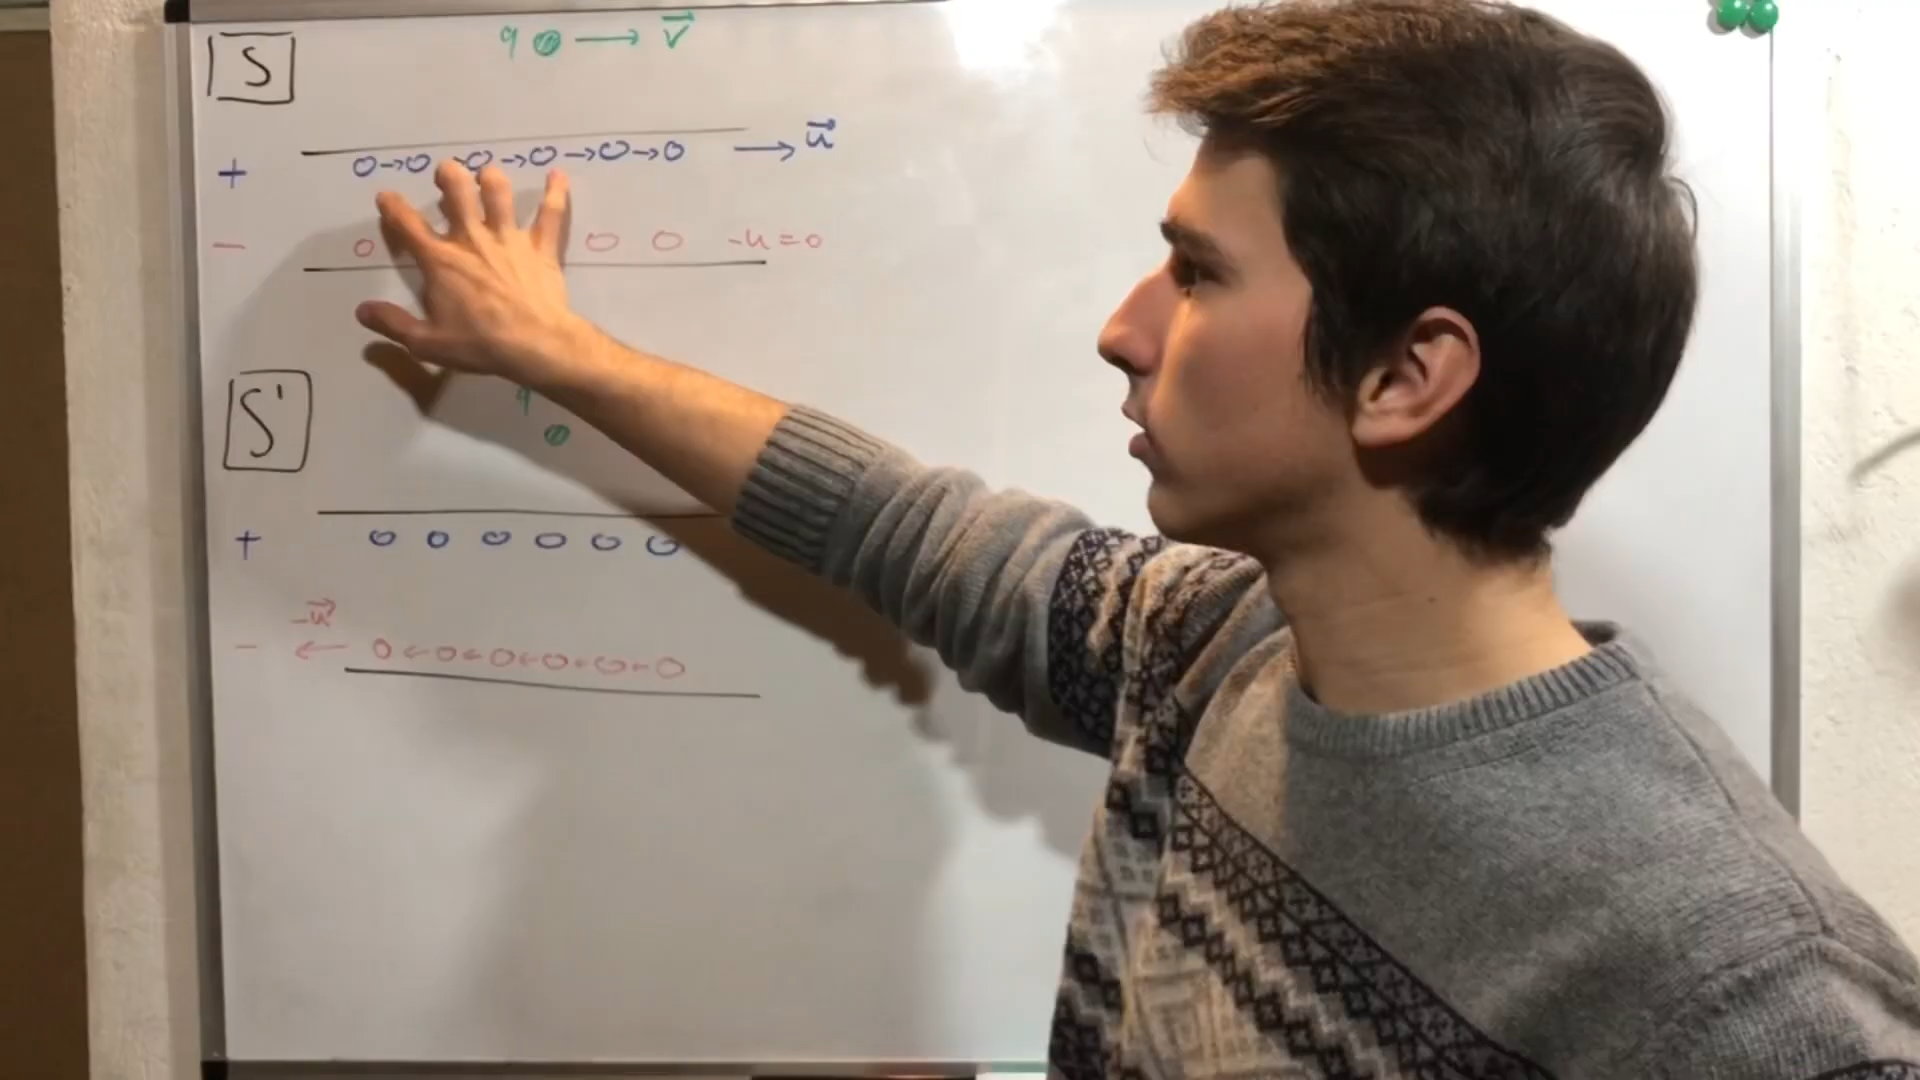 S
q → v⃗
+ → u⃗
− -u=0
S'
q
+
-u⃗
− ←